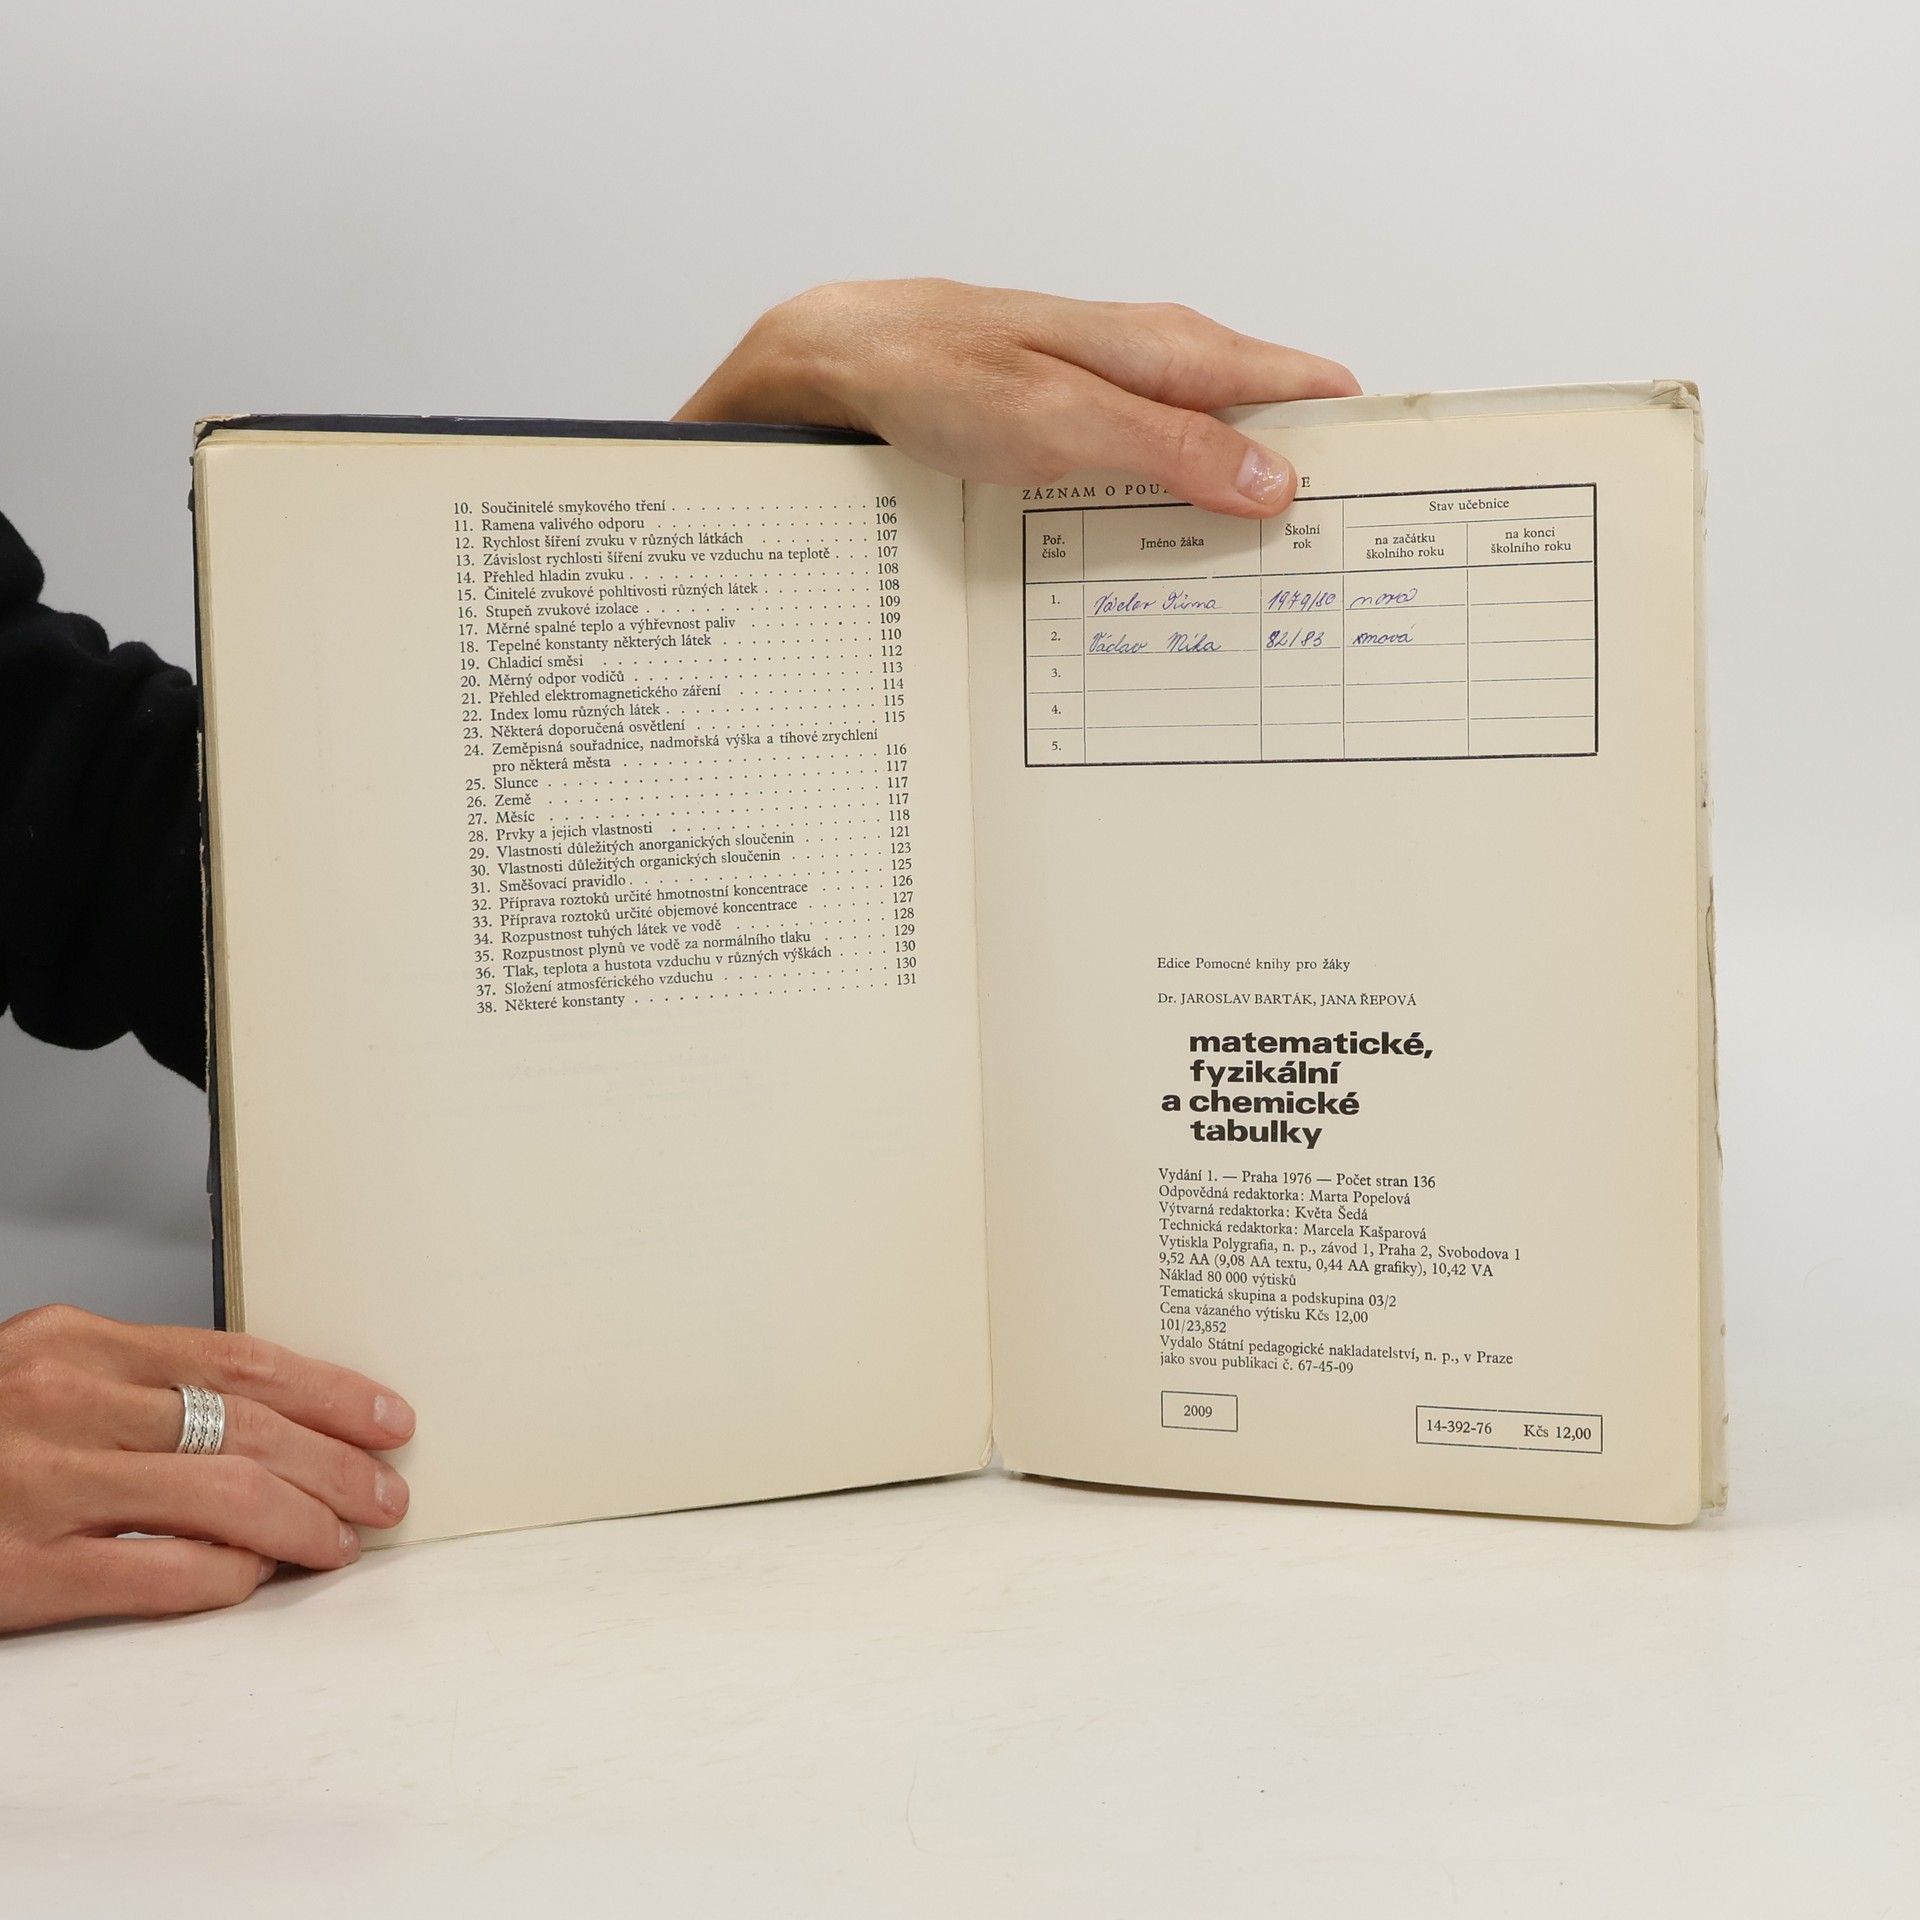 10. Součinitelé smykového tření . . . . . . . . . . . . . . 106
11. Ramena valivého odporu . . . . . . . . . . . . . . . 106
12. Rychlost šíření zvuku v různých látkách . . . . . . . 107
13. Závislost rychlosti šíření zvuku ve vzduchu na teplotě . . . 107
14. Přehled hladin zvuku . . . . . . . . . . . . . . . . . 108
15. Činitelé zvukové pohltivosti různých látek . . . . . . . . 108
16. Stupeň zvukové izolace . . . . . . . . . . . . . . . . 109
17. Měrné spalné teplo a výhřevnost paliv . . . . . . . . 109
18. Tepelné konstanty některých látek . . . . . . . . . . 110
19. Chladicí směsi . . . . . . . . . . . . . . . . . . 112
20. Měrný odpor vodičů . . . . . . . . . . . . . . . . 113
21. Přehled elektromagnetického záření . . . . . . . . . 114
22. Index lomu různých látek . . . . . . . . . . . . . . 115
23. Některá doporučená osvětlení . . . . . . . . . . . . 115
24. Zeměpisná souřadnice, nadmořská výška a tíhové zrychlení
pro některá města . . . . . . . . . . . . . . . . . 116
25. Slunce . . . . . . . . . . . . . . . . . . . . . 117
26. Země . . . . . . . . . . . . . . . . . . . . . 117
27. Měsíc . . . . . . . . . . . . . . . . . . . . . 117
28. Prvky a jejich vlastnosti . . . . . . . . . . . . . 118
29. Vlastnosti důležitých anorganických sloučenin . . . . . 121
30. Vlastnosti důležitých organických sloučenin . . . . . . 123
31. Směšovací pravidlo . . . . . . . . . . . . . . . . 125
32. Příprava roztoků určité hmotnostní koncentrace . . . . . 126
33. Příprava roztoků určité objemové koncentrace . . . . . . 127
34. Rozpustnost tuhých látek ve vodě . . . . . . . . . . 128
35. Rozpustnost plynů ve vodě za normálního tlaku . . . . . 129
36. Tlak, teplota a hustota vzduchu v různých výškách . . . . 130
37. Složení atmosférického vzduchu . . . . . . . . . . . 130
38. Některé konstanty . . . . . . . . . . . . . . . . 131
ZÁZNAM O
Poř. číslo Jméno žáka Školní rok Stav učebnice
na začátku školního roku na konci školního roku
1. Václav 1979/80 nová
2. Václav Míka 82/83 nová
3.
4.
5.
Edice Pomocné knihy pro žáky
Dr. JAROSLAV BARTÁK, JANA ŘEPOVÁ
matematické,
fyzikální
a chemické
tabulky
Vydání 1. — Praha 1976 — Počet stran 136
Odpovědná redaktorka: Marta Popelová
Výtvarná redaktorka: Květa Šedá
Technická redaktorka: Marcela Kašparová
Vytiskla Polygrafia, n. p., závod 1, Praha 2, Svobodova 1
9,52 AA (9,08 AA textu, 0,44 AA grafiky), 10,42 VA
Náklad 80 000 výtisků
Tematická skupina a podskupina 03/2
Cena vázaného výtisku Kčs 12,00
101/23,852
Vydalo Státní pedagogické nakladatelství, n. p., v Praze
jako svou publikaci č. 67-45-09
2009
14-392-76 Kčs 12,00